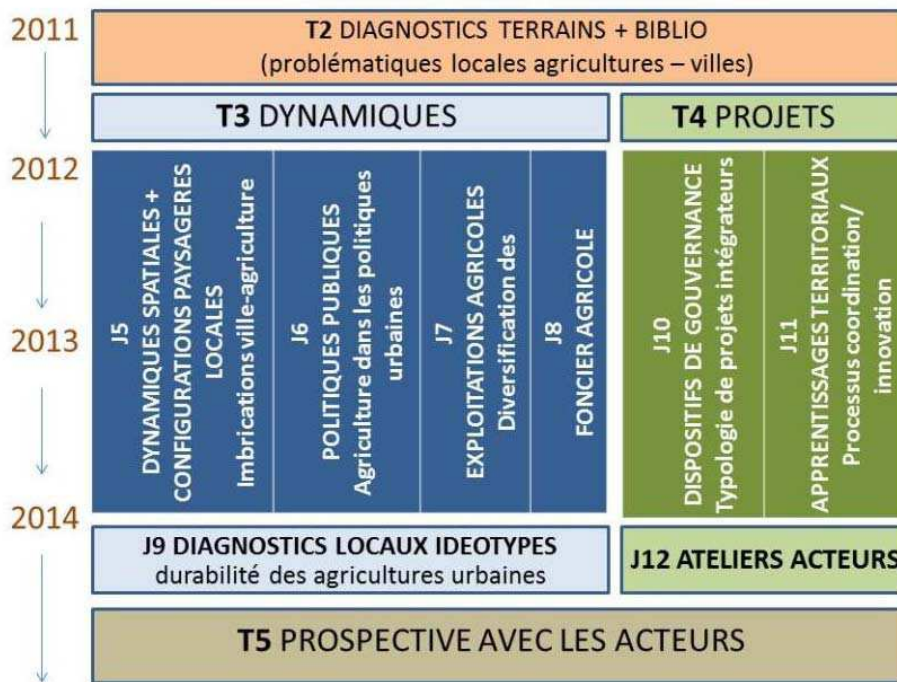 2011
T2 DIAGNOSTICS TERRAINS + BIBLIO
(problématiques locales agricultures – villes)
T3 DYNAMIQUES
T4 PROJETS
2012
2013
2014
J5
DYNAMIQUES SPATIALES +
CONFIGURATIONS PAYSAGERES
LOCALES
Imbrications ville-agriculture
J6
POLITIQUES PUBLIQUES
Agriculture dans les politiques
urbaines
J7
EXPLOITATIONS AGRICOLES
Diversification des
J8
FONCIER AGRICOLE
J10
DISPOSITIFS DE GOUVERNANCE
Typologie de projets intégrateurs
J11
APPRENTISSAGES TERRITORIAUX
Processus coordination/
innovation
J9 DIAGNOSTICS LOCAUX IDEOTYPES
durabilité des agricultures urbaines
J12 ATELIERS ACTEURS
T5 PROSPECTIVE AVEC LES ACTEURS